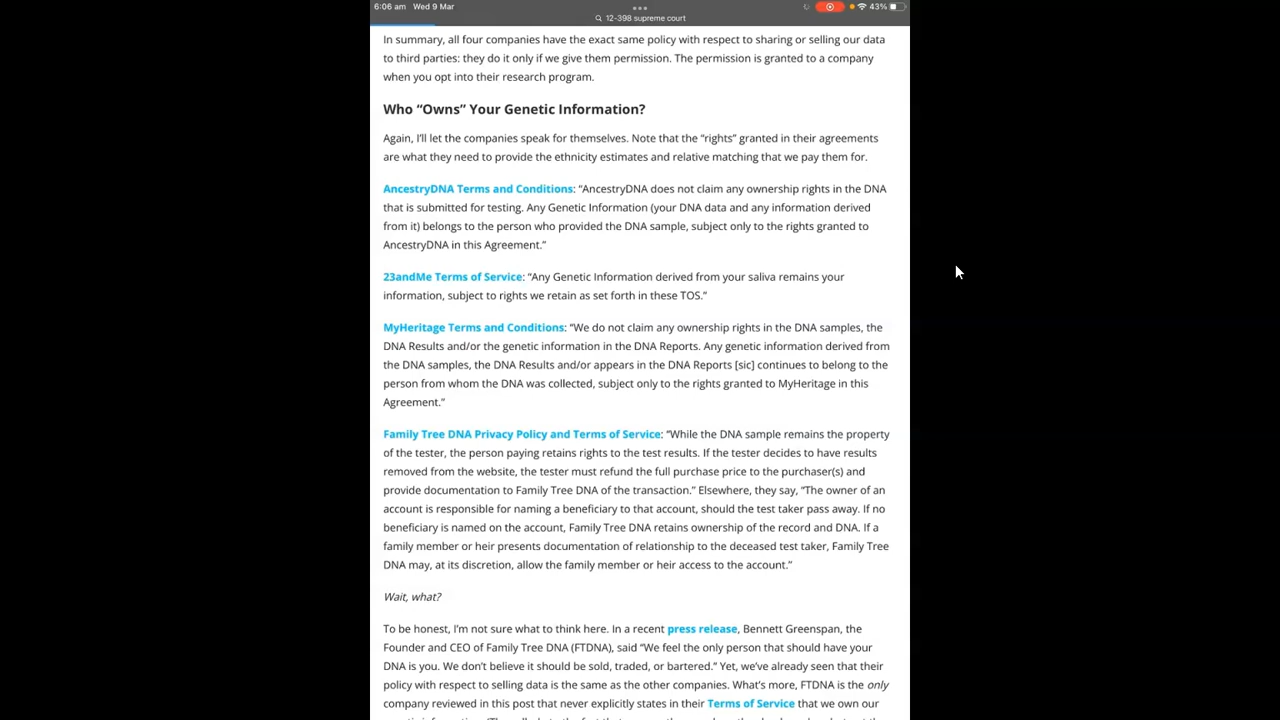 6:06 am Wed 9 Mar
43%
12-398 supreme court
In summary, all four companies have the exact same policy with respect to sharing or selling our data
to third parties: they do it only if we give them permission. The permission is granted to a company
when you opt into their research program.
Who “Owns” Your Genetic Information?
Again, I’ll let the companies speak for themselves. Note that the “rights” granted in their agreements
are what they need to provide the ethnicity estimates and relative matching that we pay them for.
AncestryDNA Terms and Conditions: “AncestryDNA does not claim any ownership rights in the DNA
that is submitted for testing. Any Genetic Information (your DNA data and any information derived
from it) belongs to the person who provided the DNA sample, subject only to the rights granted to
AncestryDNA in this Agreement.”
23andMe Terms of Service: “Any Genetic Information derived from your saliva remains your
information, subject to rights we retain as set forth in these TOS.”
MyHeritage Terms and Conditions: “We do not claim any ownership rights in the DNA samples, the
DNA Results and/or the genetic information in the DNA Reports. Any genetic information derived from
the DNA samples, the DNA Results and/or appears in the DNA Reports [sic] continues to belong to the
person from whom the DNA was collected, subject only to the rights granted to MyHeritage in this
Agreement.”
Family Tree DNA Privacy Policy and Terms of Service: “While the DNA sample remains the property
of the tester, the person paying retains rights to the test results. If the tester decides to have results
removed from the website, the tester must refund the full purchase price to the purchaser(s) and
provide documentation to Family Tree DNA of the transaction.” Elsewhere, they say, “The owner of an
account is responsible for naming a beneficiary to that account, should the test taker pass away. If no
beneficiary is named on the account, Family Tree DNA retains ownership of the record and DNA. If a
family member or heir presents documentation of relationship to the deceased test taker, Family Tree
DNA may, at its discretion, allow the family member or heir access to the account.”
Wait, what?
To be honest, I’m not sure what to think here. In a recent press release, Bennett Greenspan, the
Founder and CEO of Family Tree DNA (FTDNA), said “We feel the only person that should have your
DNA is you. We don’t believe it should be sold, traded, or bartered.” Yet, we’ve already seen that their
policy with respect to selling data is the same as the other companies. What’s more, FTDNA is the only
company reviewed in this post that never explicitly states in their Terms of Service that we own our